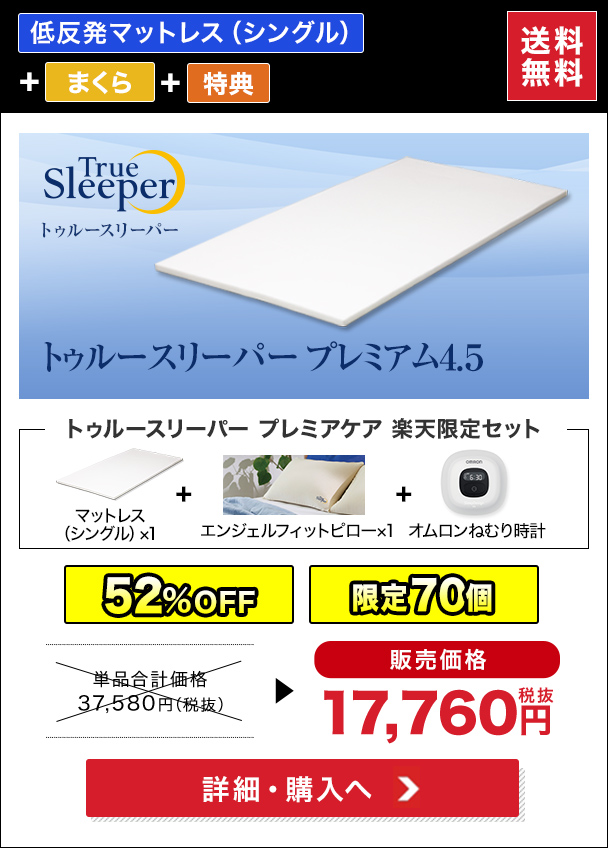 低反発マットレス（シングル）
送料
無料
+ まくら + 特典
True
Sleeper
トゥルースリーパー
トゥルースリーパー プレミアム4.5
トゥルースリーパー プレミアケア 楽天限定セット
+
+
omron
6:30
マットレス
（シングル）×1
エンジェルフィットピロー×1
オムロンねむり時計
52%OFF
限定70個
単品合計価格
37,580円（税抜）
販売価格
17,760円
税抜
詳細・購入へ